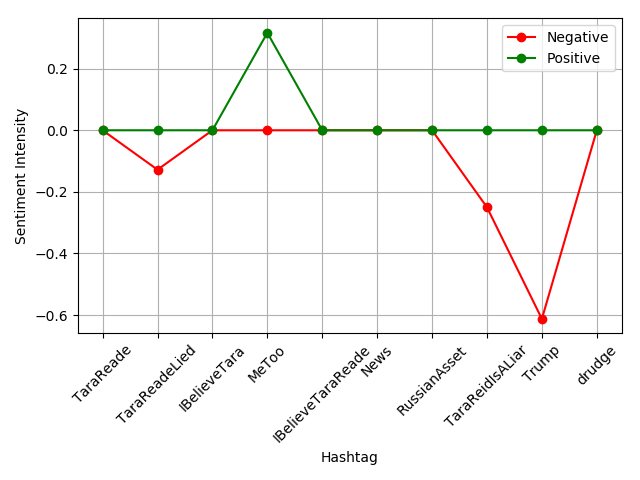 Negative
Positive
Sentiment Intensity
0.2
0.0
−0.2
−0.4
−0.6
TaraReade
TaraReadeLied
IBelieveTara
MeToo
IBelieveTaraReade
News
RussianAsset
TaraReidIsALiar
Trump
drudge
Hashtag